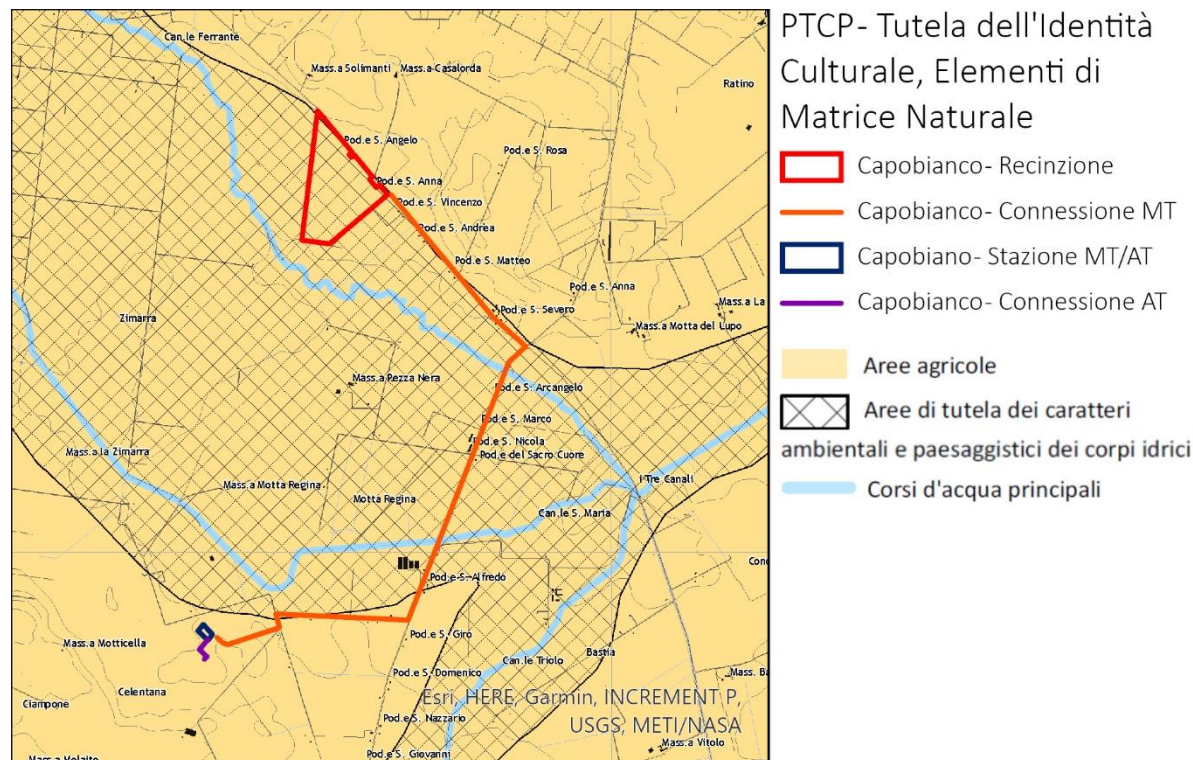 Can.le Ferrante
Mass.a Solimanti
Mass.a Casalorda
Ratino
Pod.e S. Angelo
Pod.e S. Rosa
Pod.e S. Anna
Pod.e S. Vincenzo
Pod.e S. Andrea
Pod.e S. Matteo
Pod.e S. Anna
Mass.a La
Pod.e S. Severo
Zimarra
Mass.a Motta del Lupo
Mass.a Pezza Nera
Pod.e S. Arcangelo
Pod.e S. Marco
Pod.e S. Nicola
Mass.a la Zimarra
Pod.e del Sacro Cuore
Mass.a Motta Regina
Motta Regina
I Tre Canali
Can.le S. Maria
Pod.e S. Alfredo
Mass.a Motticella
Pod.e S. Giro
Bastia
Can.le Triolo
Celentana
Pod.e S. Domenico
Mass. Ba
Ciampone
Esri, HERE, Garmin, INCREMENT P,
USGS, METI/NASA
Pod.e S. Nazzario
Mass.a Vitolo
Pod.e S. Giovanni
PTCP- Tutela dell'Identità
Culturale, Elementi di
Matrice Naturale
Capobianco- Recinzione
Capobianco- Connessione MT
Capobiano- Stazione MT/AT
Capobianco- Connessione AT
Aree agricole
Aree di tutela dei caratteri
ambientali e paesaggistici dei corpi idrici
Corsi d'acqua principali